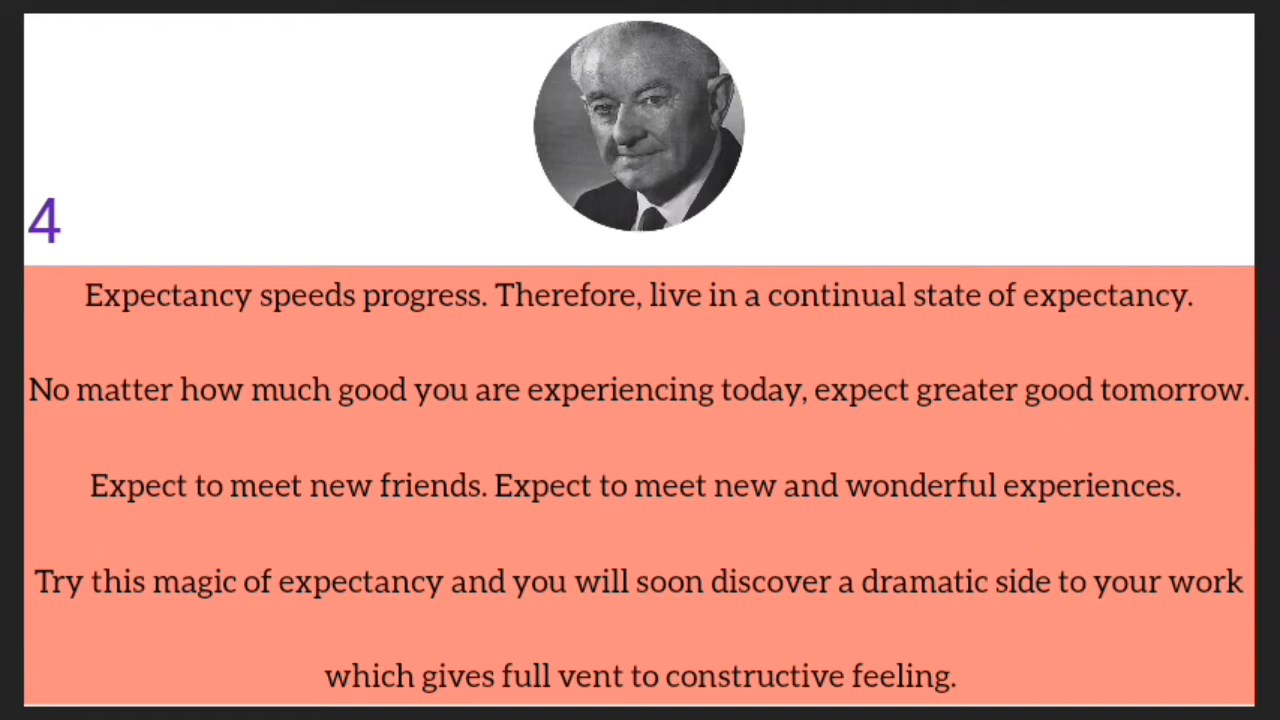 4
Expectancy speeds progress. Therefore, live in a continual state of expectancy.
No matter how much good you are experiencing today, expect greater good tomorrow.
Expect to meet new friends. Expect to meet new and wonderful experiences.
Try this magic of expectancy and you will soon discover a dramatic side to your work
which gives full vent to constructive feeling.